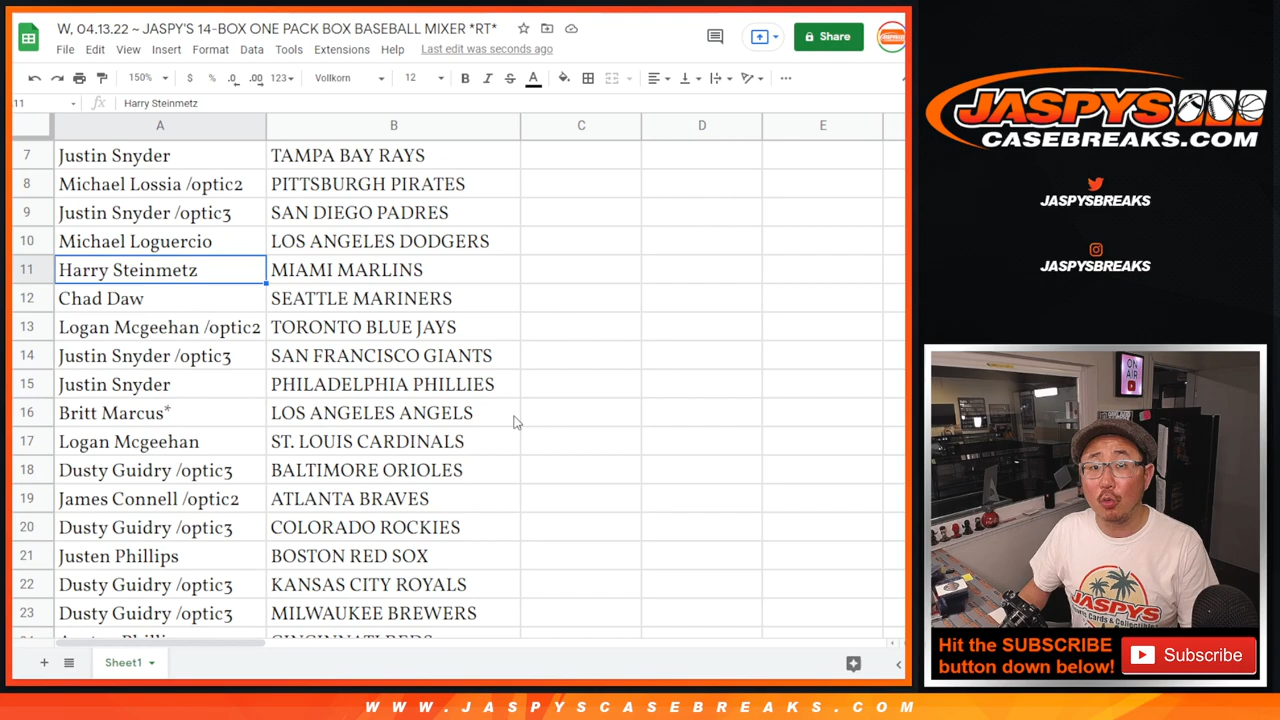 W, 04.13.22 ~ JASPY'S 14-BOX ONE PACK BOX BASEBALL MIXER *RT*
File Edit View Insert Format Data Tools Extensions Help Last edit was seconds ago
Share
150% $ % .0 .00 123 Vollkorn 12 B I S A
11 fx Harry Steinmetz
A B C D E
7 Justin Snyder TAMPA BAY RAYS
8 Michael Lossia /optic2 PITTSBURGH PIRATES
9 Justin Snyder /optic3 SAN DIEGO PADRES
10 Michael Loguercio LOS ANGELES DODGERS
11 Harry Steinmetz MIAMI MARLINS
12 Chad Daw SEATTLE MARINERS
13 Logan Mcgeehan /optic2 TORONTO BLUE JAYS
14 Justin Snyder /optic3 SAN FRANCISCO GIANTS
15 Justin Snyder PHILADELPHIA PHILLIES
16 Britt Marcus* LOS ANGELES ANGELS
17 Logan Mcgeehan ST. LOUIS CARDINALS
18 Dusty Guidry /optic3 BALTIMORE ORIOLES
19 James Connell /optic2 ATLANTA BRAVES
20 Dusty Guidry /optic3 COLORADO ROCKIES
21 Justen Phillips BOSTON RED SOX
22 Dusty Guidry /optic3 KANSAS CITY ROYALS
23 Dusty Guidry /optic3 MILWAUKEE BREWERS
Sheet1
JASPYS
CASEBREAKS.COM
JASPYSBREAKS
JASPYSBREAKS
ON AIR
JASPYS
Hit the SUBSCRIBE
button down below!
Subscribe
WWW.JASPYSCASEBREAKS.COM